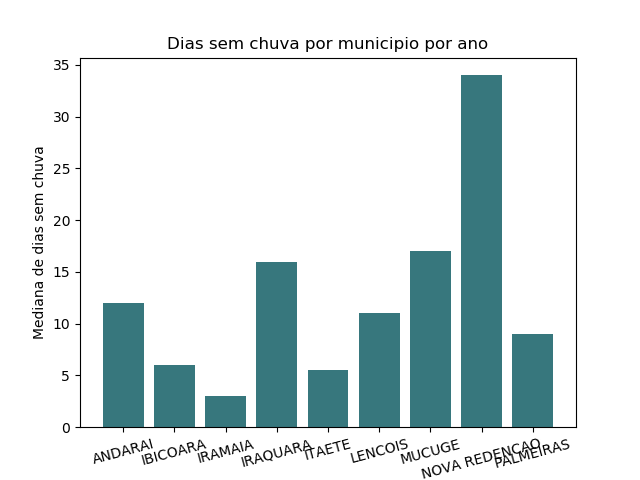 Dias sem chuva por municipio por ano
Mediana de dias sem chuva
35
30
25
20
15
10
5
0
ANDARAI
IBICOARA
IRAMAIA
IRAQUARA
ITAETE
LENCOIS
MUCUGE
NOVA REDENCAO
PALMEIRAS